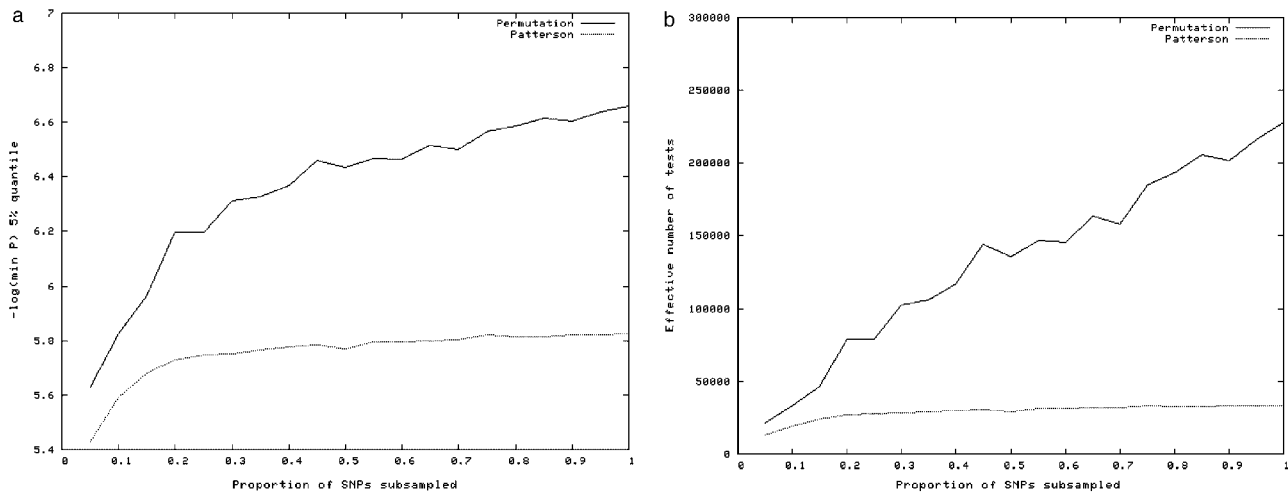 a
Permutation
Patterson
7
6.8
6.6
6.4
6.2
6
5.8
5.6
5.4
-log(min P) 5% quantile
0 0.1 0.2 0.3 0.4 0.5 0.6 0.7 0.8 0.9 1
Proportion of SNPs subsampled
b
Permutation
Patterson
300000
250000
200000
150000
100000
50000
0
Effective number of tests
0 0.1 0.2 0.3 0.4 0.5 0.6 0.7 0.8 0.9 1
Proportion of SNPs subsampled